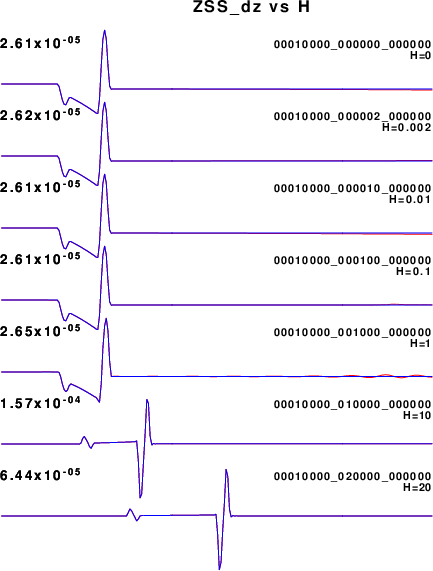 ZSS_dz vs H
2.61x10-05 00010000_000000_000000
H=0
2.62x10-05 00010000_000002_000000
H=0.002
2.61x10-05 00010000_000010_000000
H=0.01
2.61x10-05 00010000_000100_000000
H=0.1
2.65x10-05 00010000_001000_000000
H=1
1.57x10-04 00010000_010000_000000
H=10
6.44x10-05 00010000_020000_000000
H=20